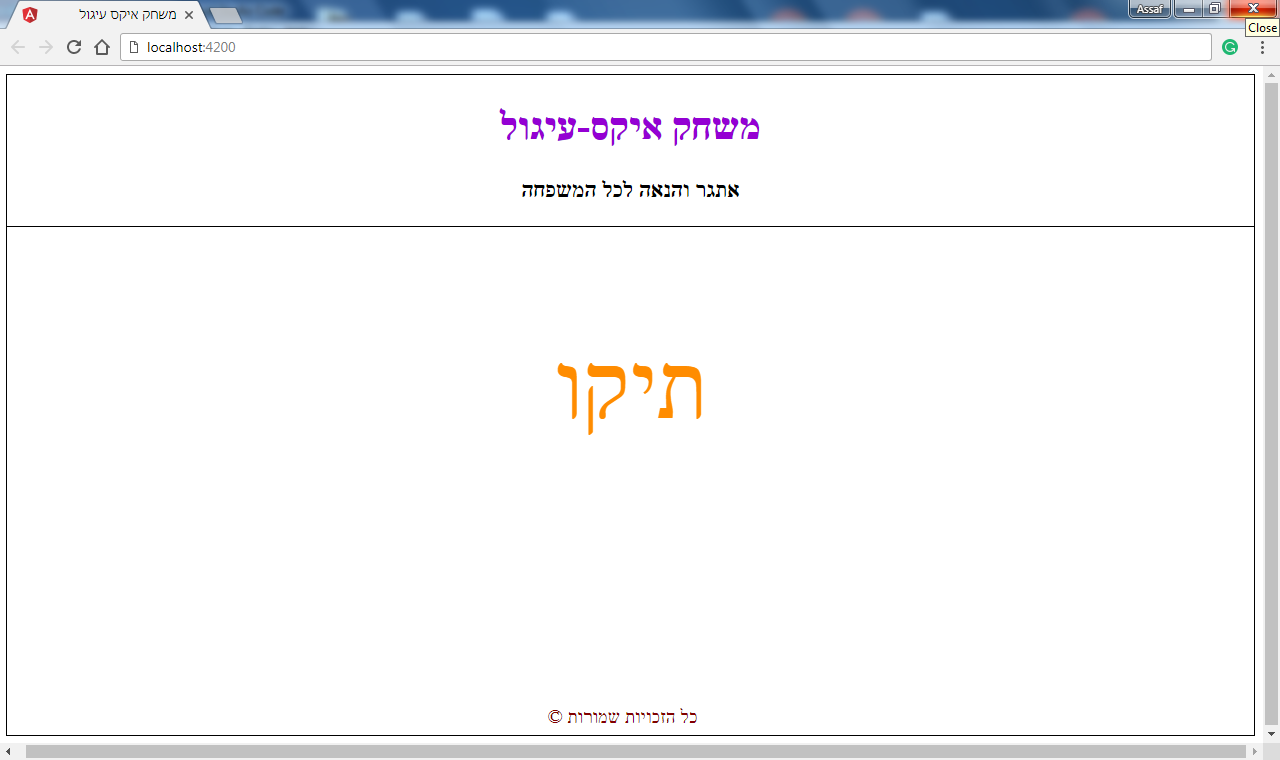 משחק איקס עיגול
Assaf
Close
localhost:4200
משחק איקס-עיגול
אתגר והנאה לכל המשפחה
תיקו
כל הזכויות שמורות ©